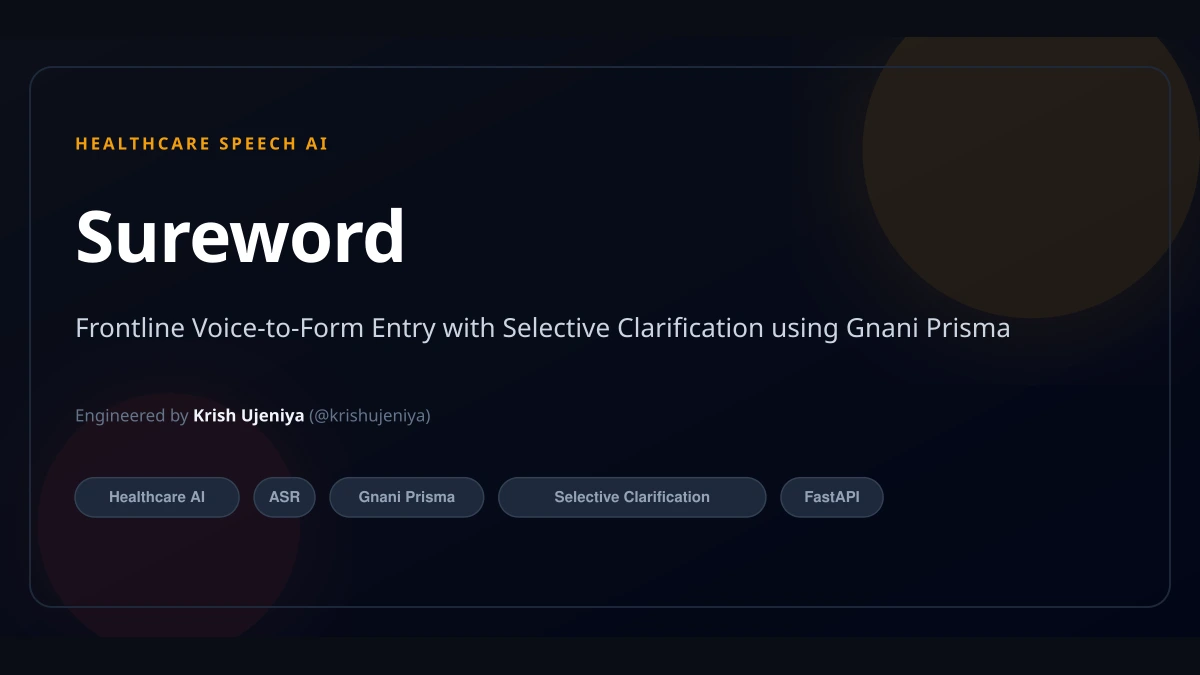 HEALTHCARE SPEECH AI
Sureword
Frontline Voice-to-Form Entry with Selective Clarification using Gnani Prisma
Engineered by Krish Ujeniya (@krishujeniya)
Healthcare AI ASR Gnani Prisma Selective Clarification FastAPI